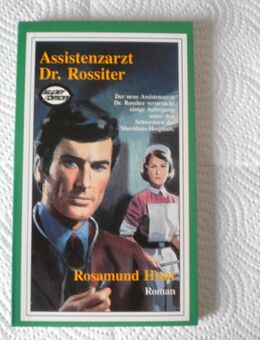 Assistenzarzt
Dr. Rossiter
Der neue Assistenzarzt
Dr. Rossiter verursacht
einige Aufregung
unter den
Schwestern des
Sheridans-Hospitals.
Rosamund
Roman